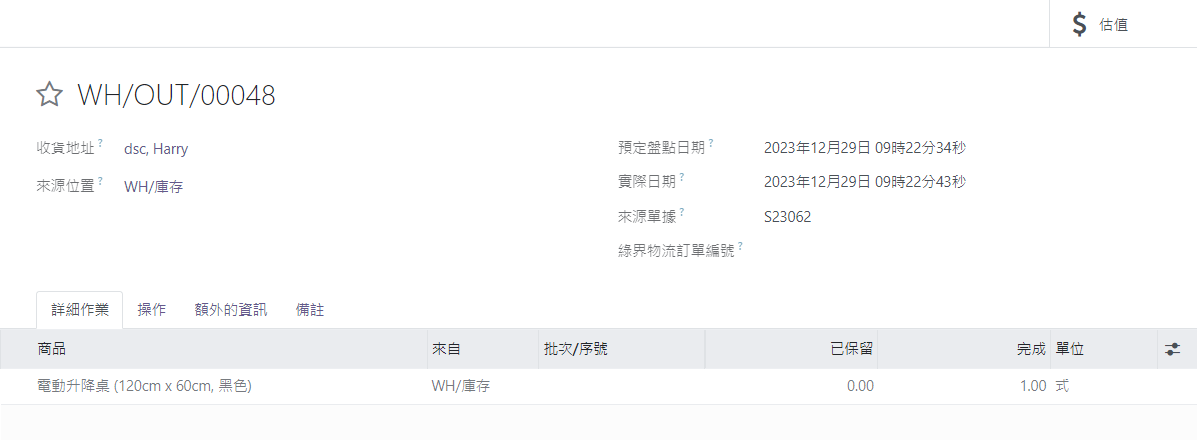 估值
WH/OUT/00048
收貨地址 ? dsc, Harry
來源位置 ? WH/庫存
預定盤點日期 ? 2023年12月29日 09時22分34秒
實際日期 ? 2023年12月29日 09時22分43秒
來源單據 ? S23062
綠界物流訂單編號 ?
詳細作業 操作 額外的資訊 備註
商品 來自 批次/序號 已保留 完成 單位
電動升降桌 (120cm x 60cm, 黑色) WH/庫存 0.00 1.00 式